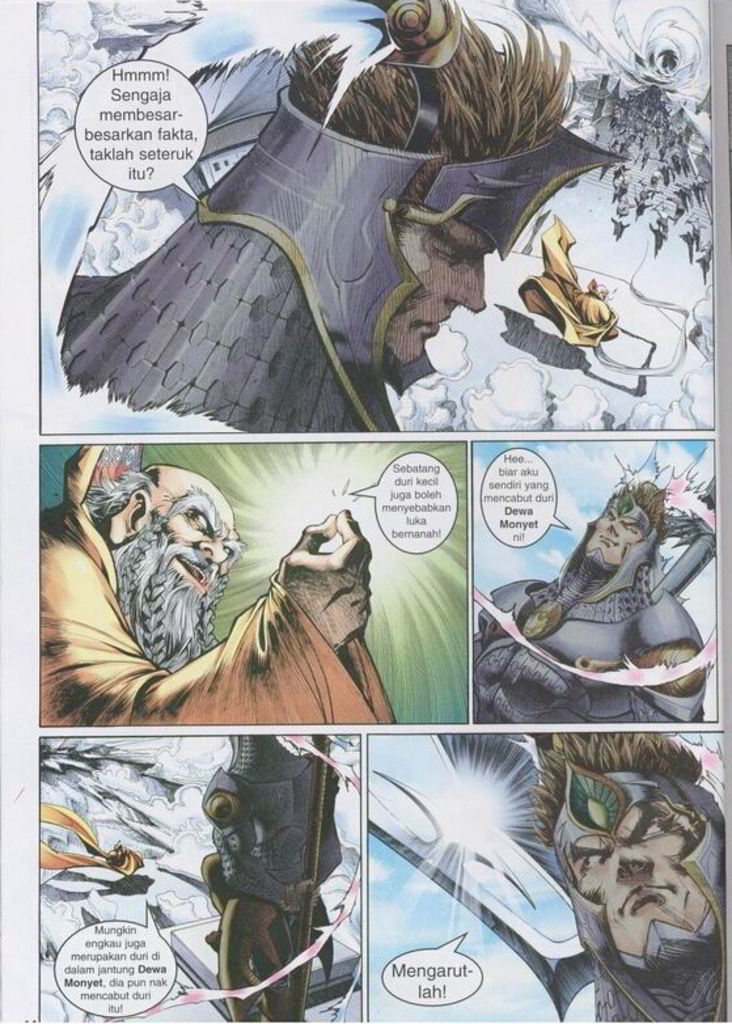 Hmmm!
Sengaja
membesar-
besarkan fakta,
taklah seteruk
itu?
Sebatang
duri kecil
juga boleh
menyebabkan
luka
bernanah!
Hee...
biar aku
sendiri yang
mencabut duri
Dewa
Monyet
ni!
Mungkin
engkau juga
merupakan duri di
dalam jantung Dewa
Monyet, dia pun nak
mencabut duri
itu!
Mengarut-
lah!